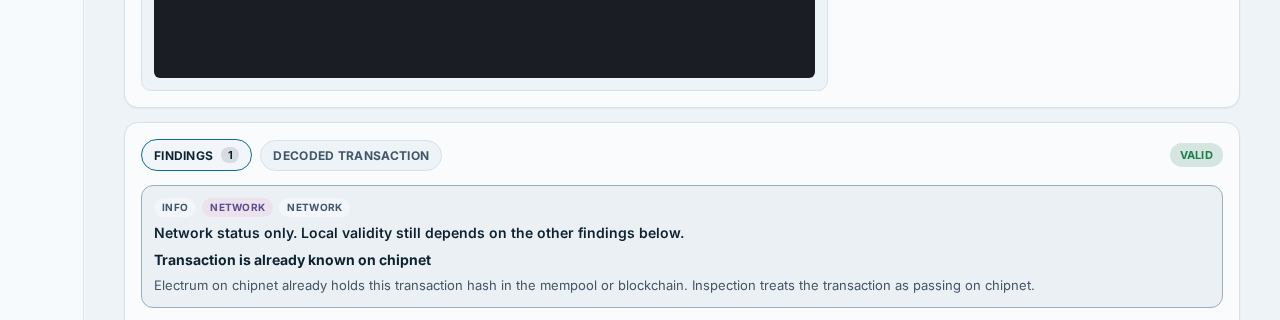 FINDINGS 1 DECODED TRANSACTION VALID
INFO NETWORK NETWORK
Network status only. Local validity still depends on the other findings below.
Transaction is already known on chipnet
Electrum on chipnet already holds this transaction hash in the mempool or blockchain. Inspection treats the transaction as passing on chipnet.